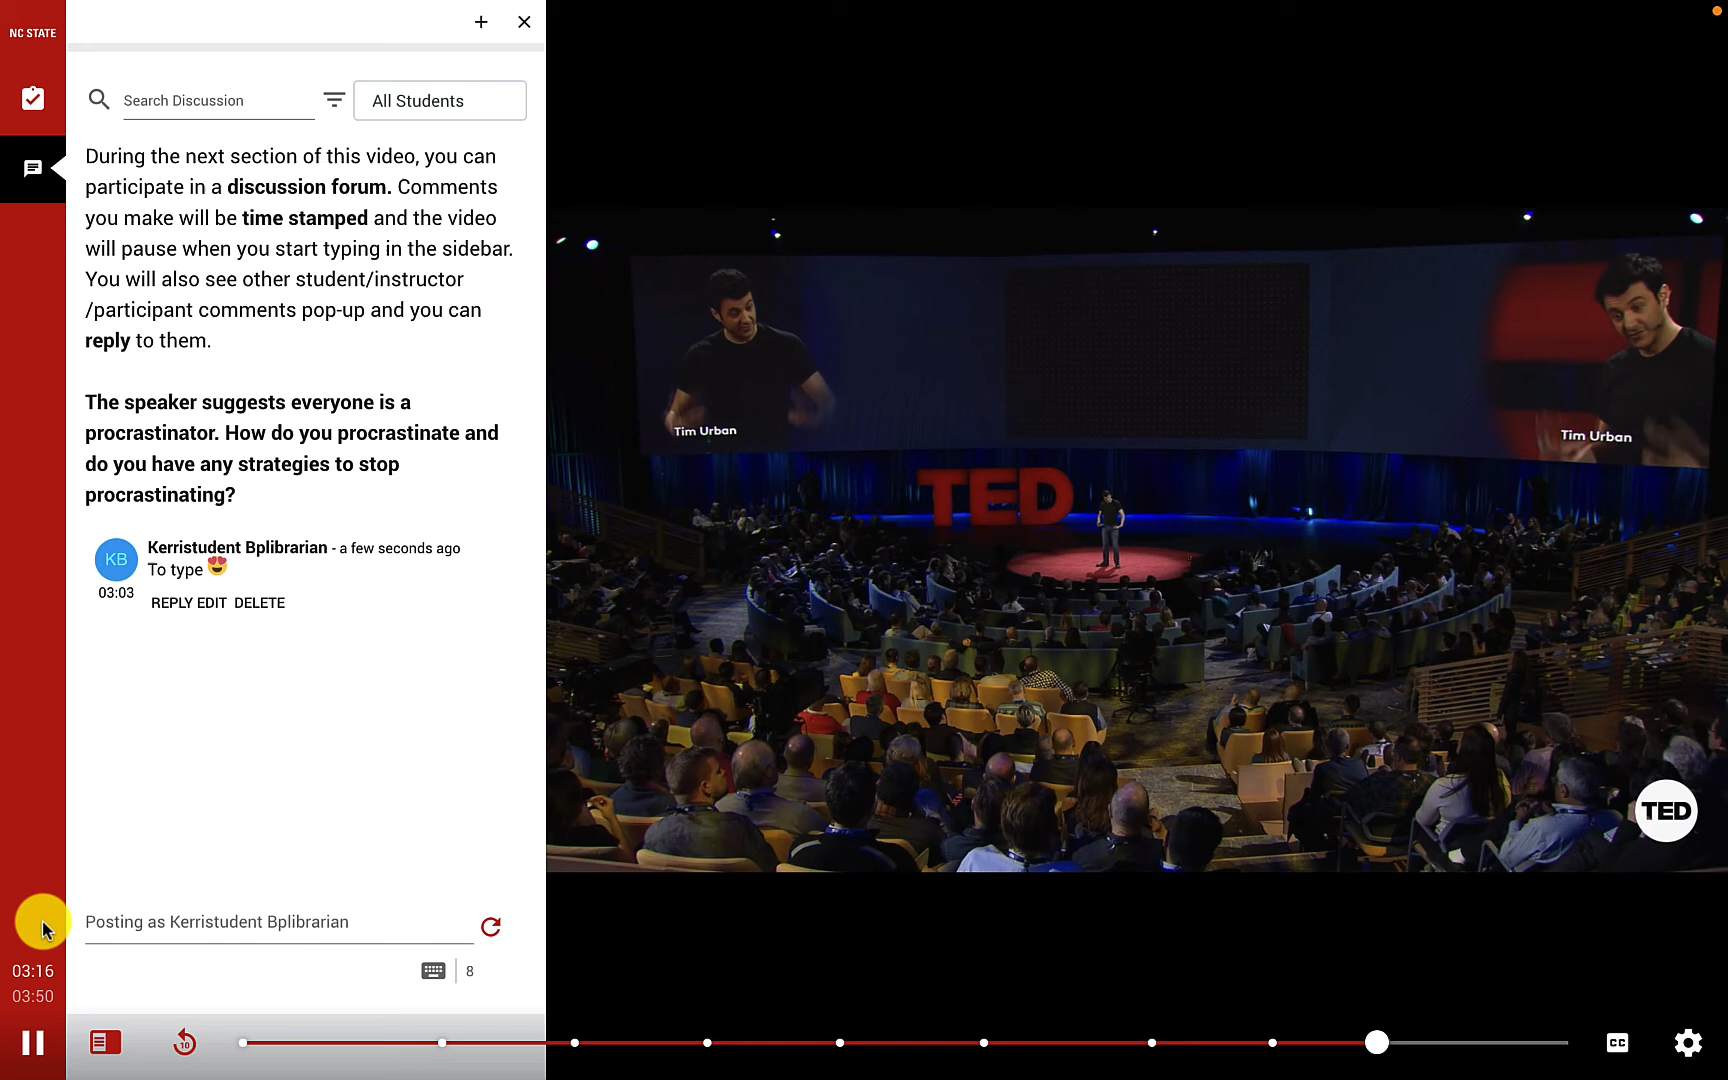 NC STATE
Search Discussion
All Students
During the next section of this video, you can
participate in a discussion forum. Comments
you make will be time stamped and the video
will pause when you start typing in the sidebar.
You will also see other student/instructor
/participant comments pop-up and you can
reply to them.
The speaker suggests everyone is a
procrastinator. How do you procrastinate and
do you have any strategies to stop
procrastinating?
KB
Kerristudent Bplibrarian - a few seconds ago
To type
03:03
REPLY EDIT DELETE
Posting as Kerristudent Bplibrarian
8
03:16
03:50
10
CC
Tim Urban
Tim Urban
TED
TED